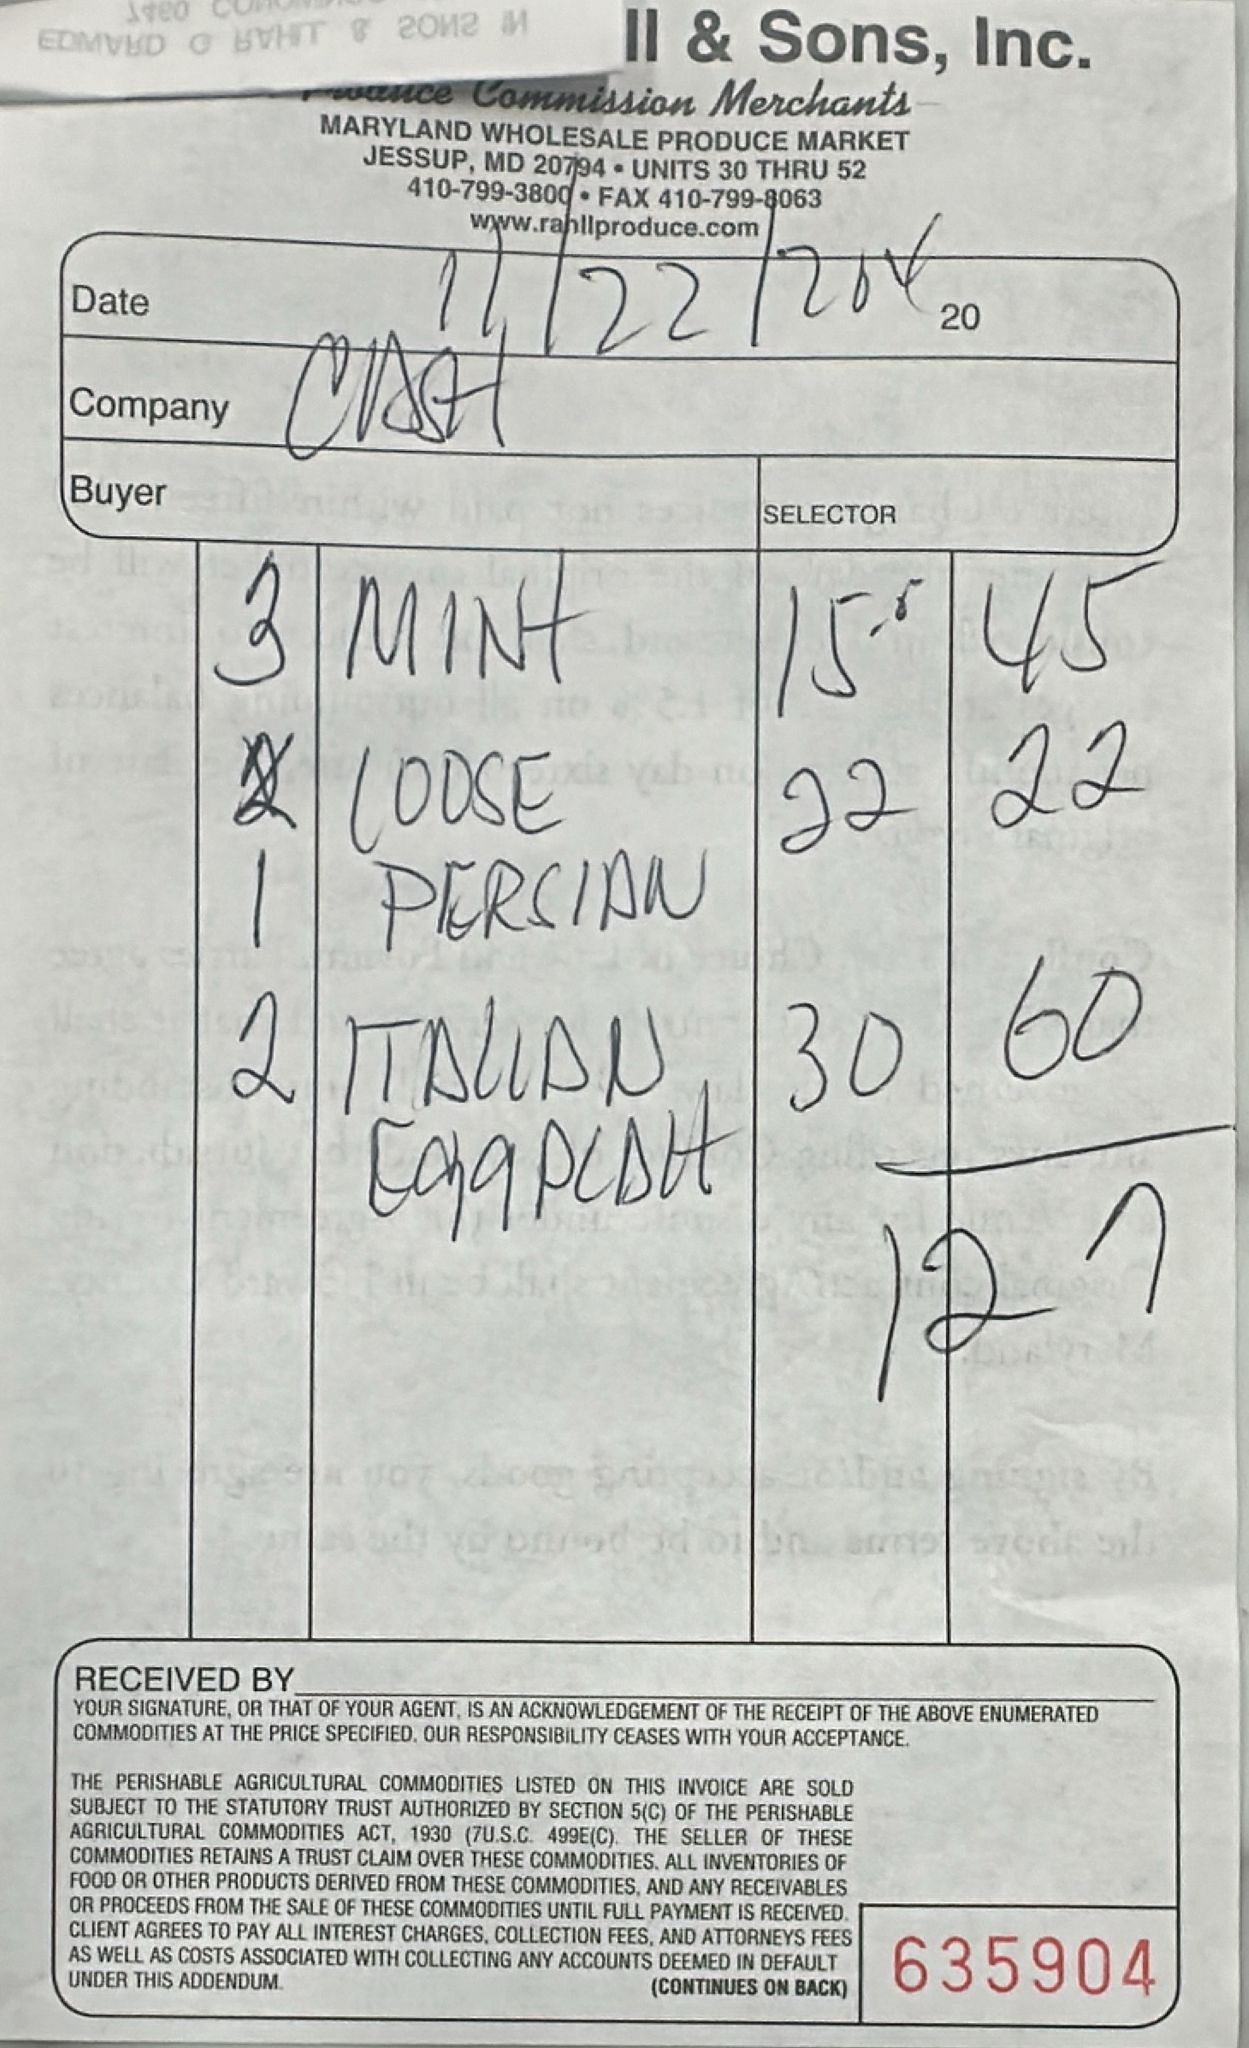 EDWARD G RAHLL & SONS IN
ll & Sons, Inc.
Produce Commission Merchants
MARYLAND WHOLESALE PRODUCE MARKET
JESSUP, MD 20794 • UNITS 30 THRU 52
410-799-3800 • FAX 410-799-8063
www.rahllproduce.com
Date 11/22/204 20
Company CASH
Buyer SELECTOR
3 MINT 15 45
LOOSE 22 22
1 PERSIAN
2 ITALIAN 30 60
EggPLAH
127
RECEIVED BY
YOUR SIGNATURE, OR THAT OF YOUR AGENT, IS AN ACKNOWLEDGEMENT OF THE RECEIPT OF THE ABOVE ENUMERATED
COMMODITIES AT THE PRICE SPECIFIED. OUR RESPONSIBILITY CEASES WITH YOUR ACCEPTANCE.
THE PERISHABLE AGRICULTURAL COMMODITIES LISTED ON THIS INVOICE ARE SOLD
SUBJECT TO THE STATUTORY TRUST AUTHORIZED BY SECTION 5(C) OF THE PERISHABLE
AGRICULTURAL COMMODITIES ACT, 1930 (7U.S.C. 499E(C). THE SELLER OF THESE
COMMODITIES RETAINS A TRUST CLAIM OVER THESE COMMODITIES. ALL INVENTORIES OF
FOOD OR OTHER PRODUCTS DERIVED FROM THESE COMMODITIES, AND ANY RECEIVABLES
OR PROCEEDS FROM THE SALE OF THESE COMMODITIES UNTIL FULL PAYMENT IS RECEIVED.
CLIENT AGREES TO PAY ALL INTEREST CHARGES, COLLECTION FEES, AND ATTORNEYS FEES
AS WELL AS COSTS ASSOCIATED WITH COLLECTING ANY ACCOUNTS DEEMED IN DEFAULT
UNDER THIS ADDENDUM. (CONTINUES ON BACK)
635904